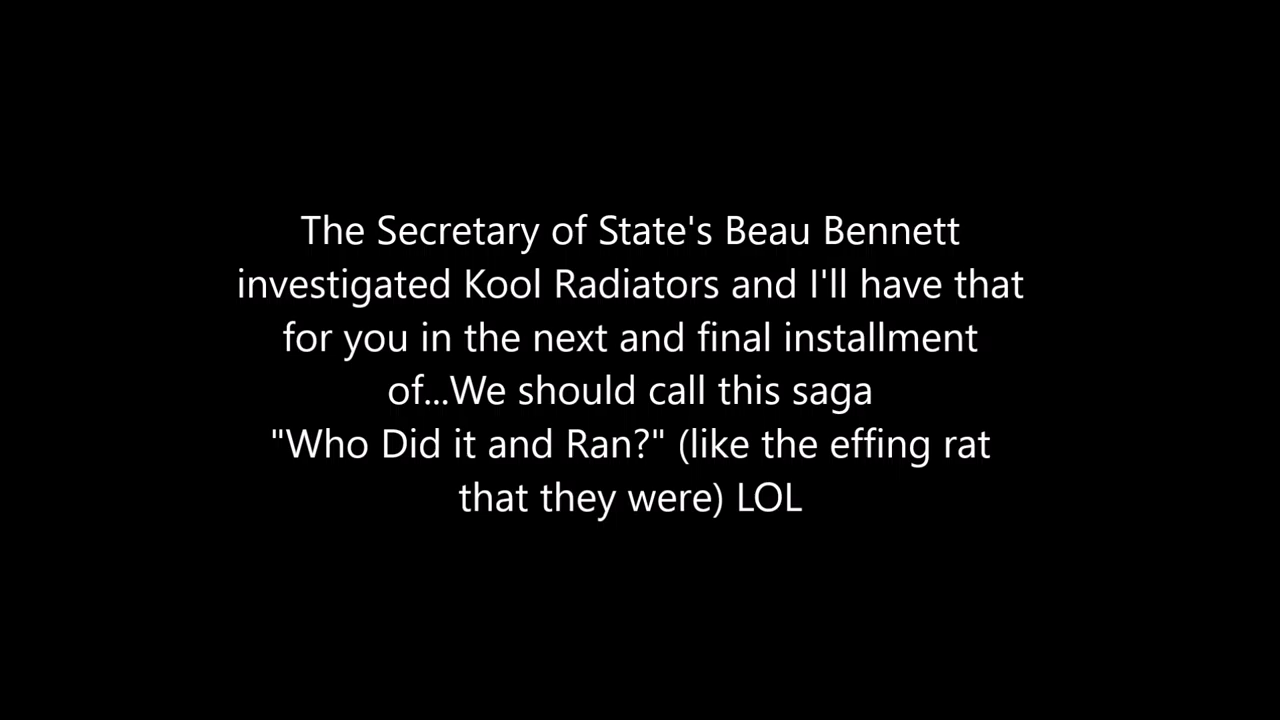 The Secretary of State's Beau Bennett
investigated Kool Radiators and I'll have that
for you in the next and final installment
of...We should call this saga
"Who Did it and Ran?" (like the effing rat
that they were) LOL